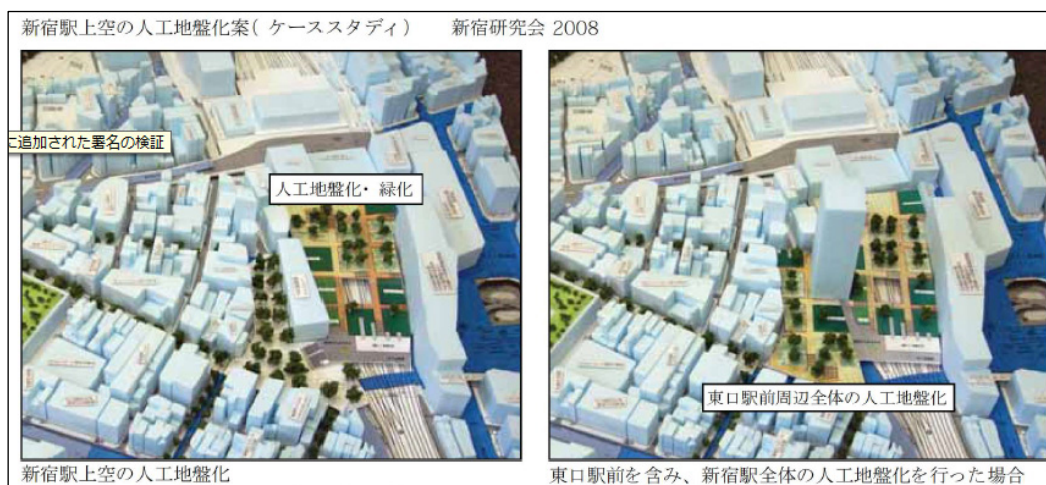 新宿駅上空の人工地盤化案( ケーススタディ) 新宿研究会 2008
に追加された署名の検証
人工地盤化・緑化
東口駅前周辺全体の人工地盤化
新宿駅上空の人工地盤化
東口駅前を含み、新宿駅全体の人工地盤化を行った場合